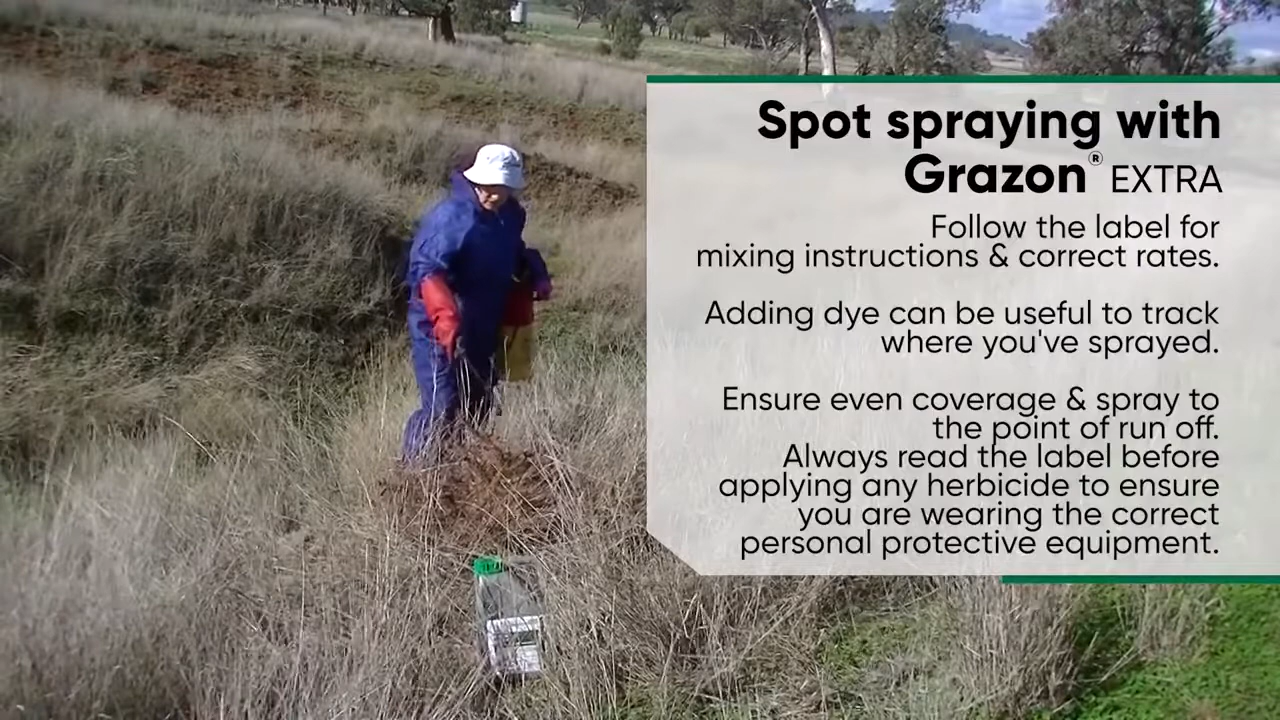 Spot spraying with
Grazon® EXTRA
Follow the label for
mixing instructions & correct rates.
Adding dye can be useful to track
where you've sprayed.
Ensure even coverage & spray to
the point of run off.
Always read the label before
applying any herbicide to ensure
you are wearing the correct
personal protective equipment.